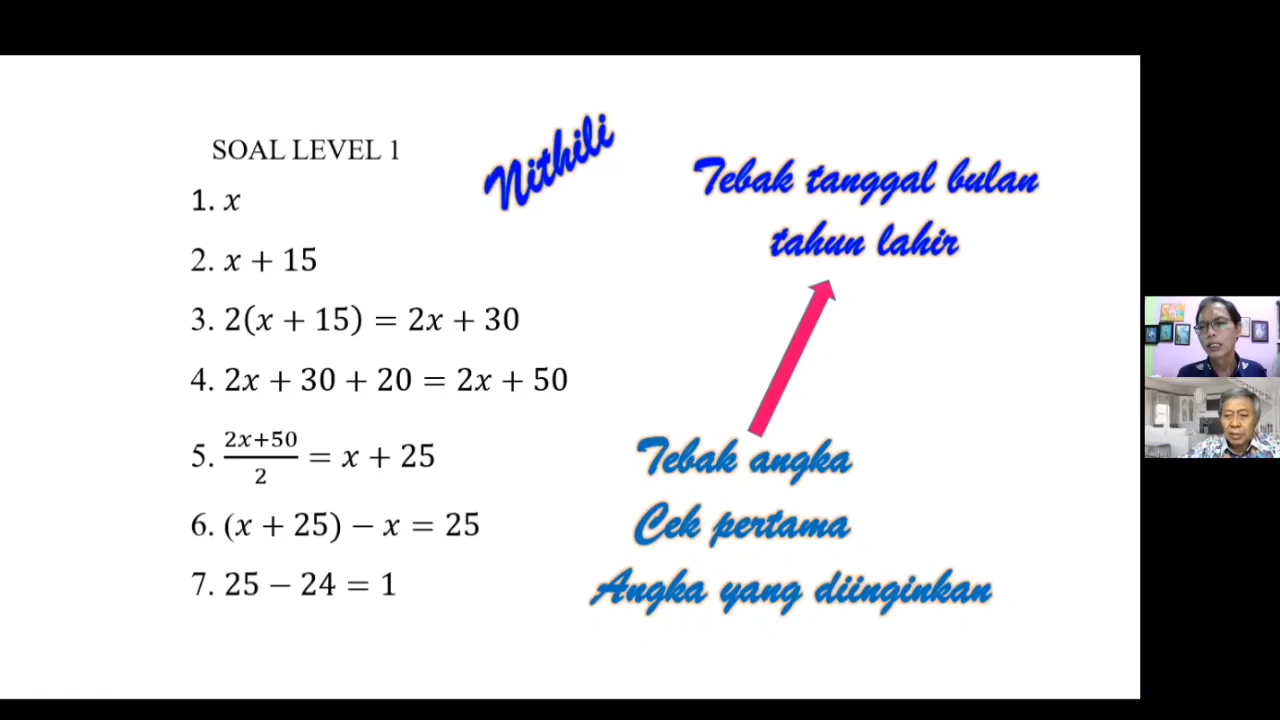 SOAL LEVEL 1
1. x
2. x + 15
3. 2(x + 15) = 2x + 30
4. 2x + 30 + 20 = 2x + 50
5. \frac{2x+50}{2} = x + 25
6. (x + 25) − x = 25
7. 25 − 24 = 1
Nithili
Tebak tanggal bulan
tahun lahir
Tebak angka
Cek pertama
Angka yang diinginkan